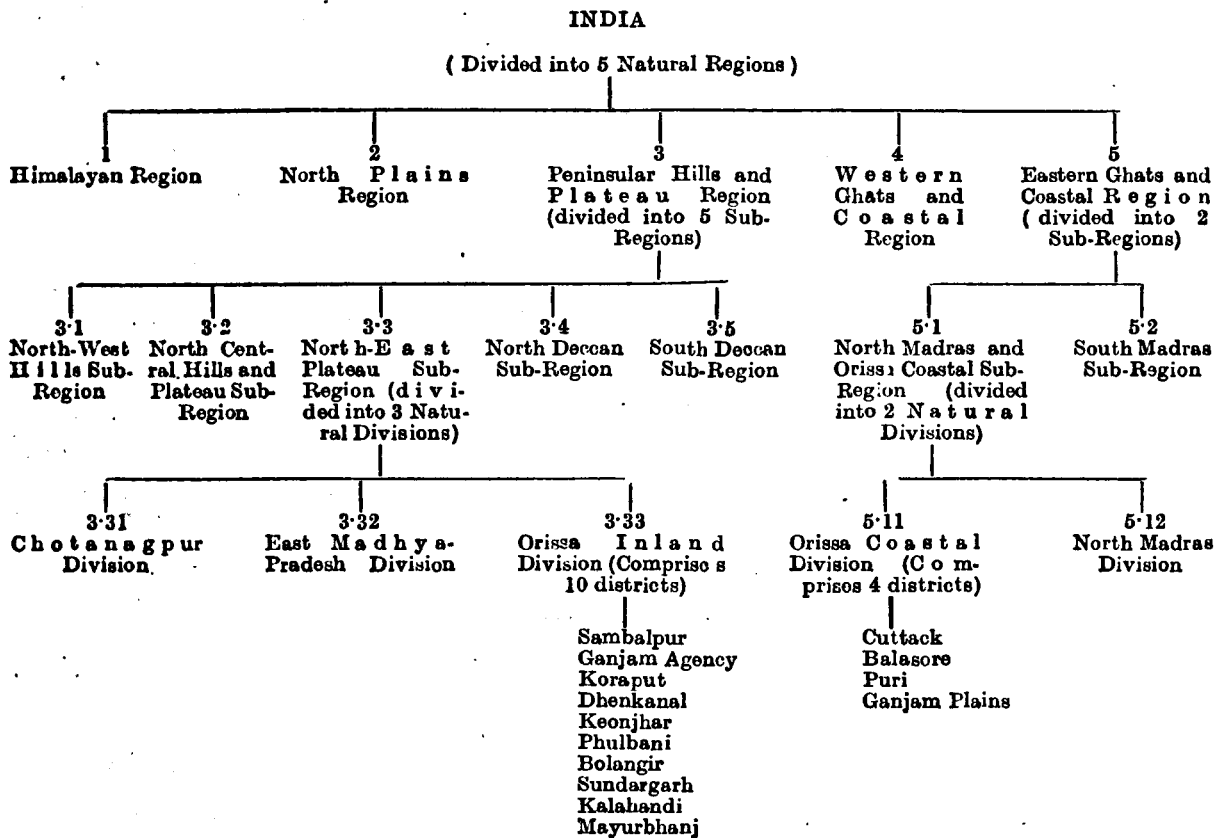 INDIA
( Divided into 5 Natural Regions )
1
Himalayan Region
2
North Plains
Region
3
Peninsular Hills and
Plateau Region
(divided into 5 Sub-
Regions)
4
Western
Ghats and
Coastal
Region
5
Eastern Ghats and
Coastal Region
( divided into 2
Sub-Regions)
3·1
North-West
Hills Sub-
Region
3·2
North Cent-
ral Hills and
Plateau Sub-
Region
3·3
North-East
Plateau Sub-
Region (divi-
ded into 3 Natu-
ral Divisions)
3·4
North Deccan
Sub-Region
3·5
South Deccan
Sub-Region
5·1
North Madras and
Orissa Coastal Sub-
Region (divided
into 2 Natural
Divisions)
5·2
South Madras
Sub-Region
3·31
Chotanagpur
Division
3·32
East Madhya-
Pradesh Division
3·33
Orissa Inland
Division (Comprises
10 districts)
5·11
Orissa Coastal
Division (Com-
prises 4 districts)
5·12
North Madras
Division
Sambalpur
Ganjam Agency
Koraput
Dhenkanal
Keonjhar
Phulbani
Bolangir
Sundargarh
Kalahandi
Mayurbhanj
Cuttack
Balasore
Puri
Ganjam Plains